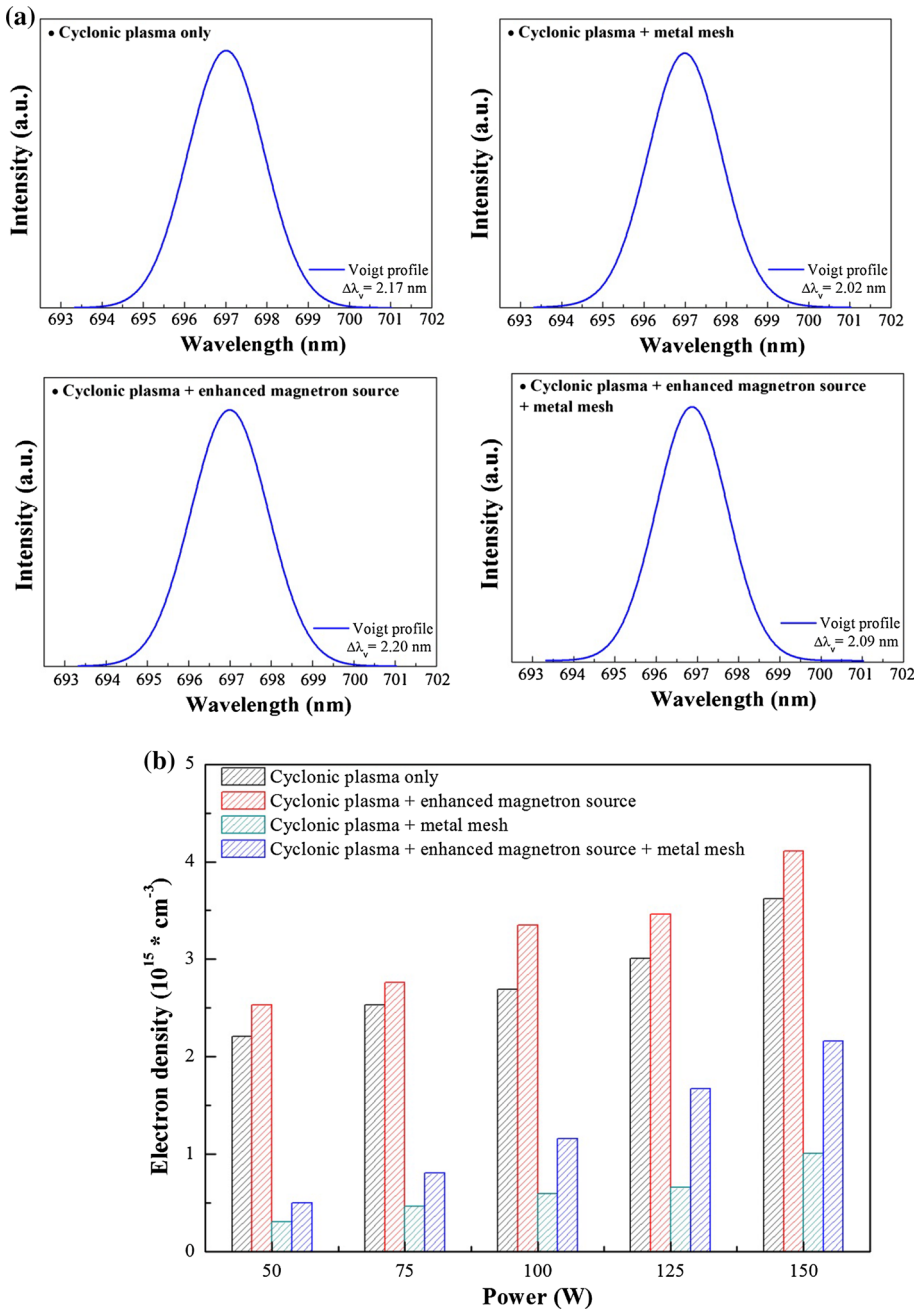 (a)
• Cyclonic plasma only
Intensity (a.u.)
Voigt profile
Δλv= 2.17 nm
693 694 695 696 697 698 699 700 701 702
Wavelength (nm)
• Cyclonic plasma + metal mesh
Intensity (a.u.)
Voigt profile
Δλv= 2.02 nm
693 694 695 696 697 698 699 700 701 702
Wavelength (nm)
• Cyclonic plasma + enhanced magnetron source
Intensity (a.u.)
Voigt profile
Δλv= 2.20 nm
693 694 695 696 697 698 699 700 701 702
Wavelength (nm)
• Cyclonic plasma + enhanced magnetron source
+ metal mesh
Intensity (a.u.)
Voigt profile
Δλv= 2.09 nm
693 694 695 696 697 698 699 700 701 702
Wavelength (nm)
(b)
Cyclonic plasma only
Cyclonic plasma + enhanced magnetron source
Cyclonic plasma + metal mesh
Cyclonic plasma + enhanced magnetron source + metal mesh
Electron density (10¹⁵ * cm⁻³)
5
4
3
2
1
0
50 75 100 125 150
Power (W)